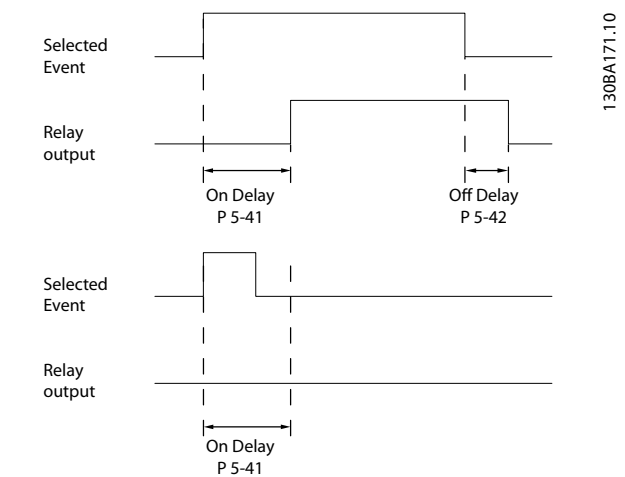 Selected
Event
130BA171.10
Relay
output
On Delay
P 5-41
Off Delay
P 5-42
Selected
Event
Relay
output
On Delay
P 5-41